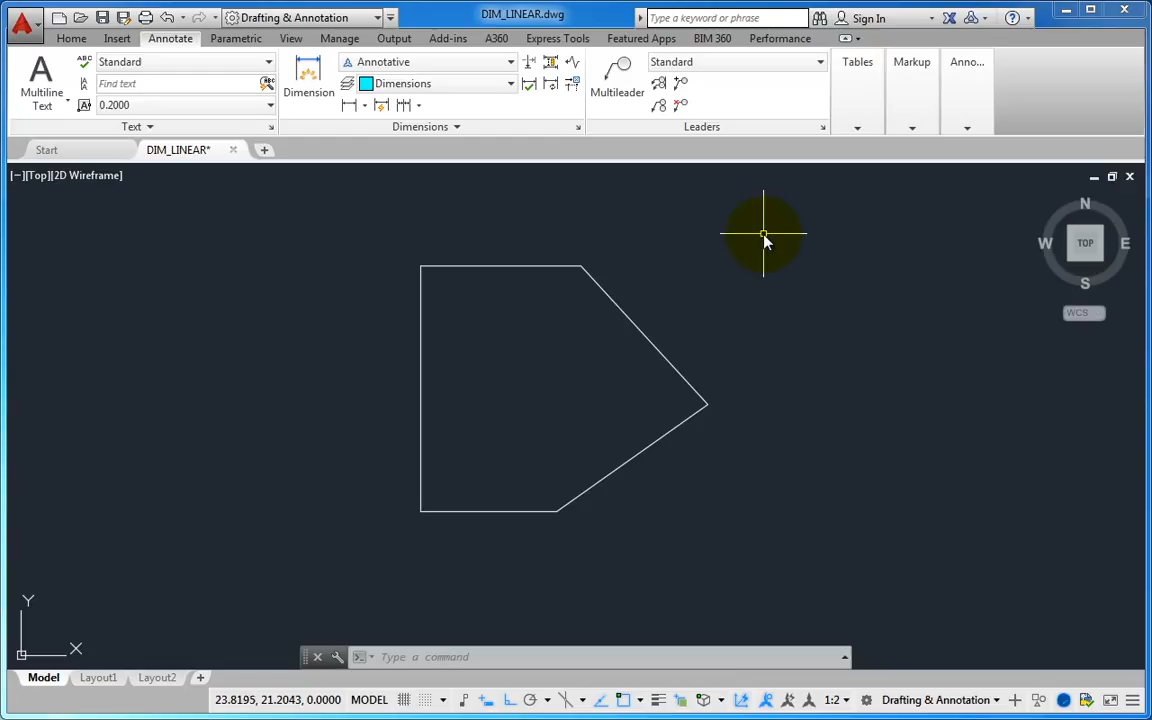 Drafting & Annotation
DIM_LINEAR.dwg
Type a keyword or phrase
Sign In
Home Insert Annotate Parametric View Manage Output Add-ins A360 Express Tools Featured Apps BIM 360 Performance
A
Multiline
Text
ABC
Standard
Find text
ABC
A
0.2000
Text
Dimension
Annotative
Dimensions
Dimensions
Multileader
Standard
Leaders
Tables
Markup
Anno...
Start
DIM_LINEAR*
[−][Top][2D Wireframe]
N
W
TOP
E
S
WCS
Y
X
Type a command
Model Layout1 Layout2
23.8195, 21.2043, 0.0000 MODEL
1:2
Drafting & Annotation